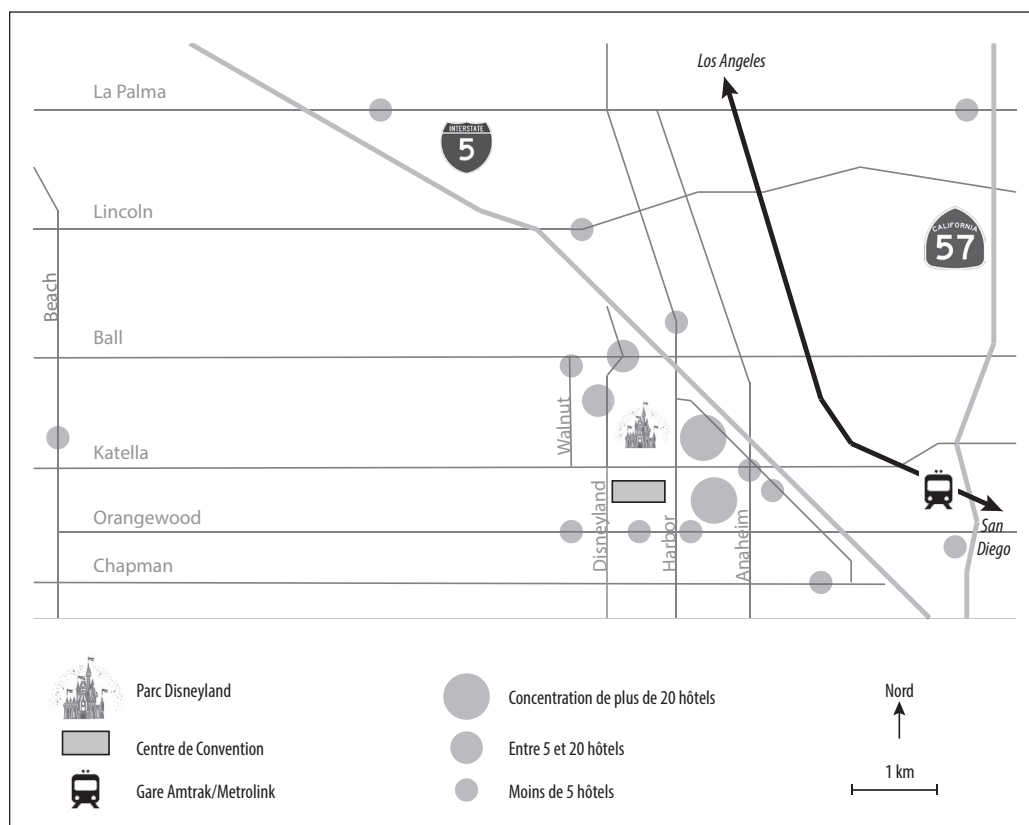 Los Angeles
La Palma
INTERSTATE
5
Lincoln
CALIFORNIA
57
Beach
Ball
Walnut
Katella
Disneyland
Harbor
Anaheim
Orangewood
San
Diego
Chapman
Parc Disneyland
Concentration de plus de 20 hôtels
Nord
Centre de Convention
Entre 5 et 20 hôtels
Gare Amtrak/Metrolink
Moins de 5 hôtels
1 km